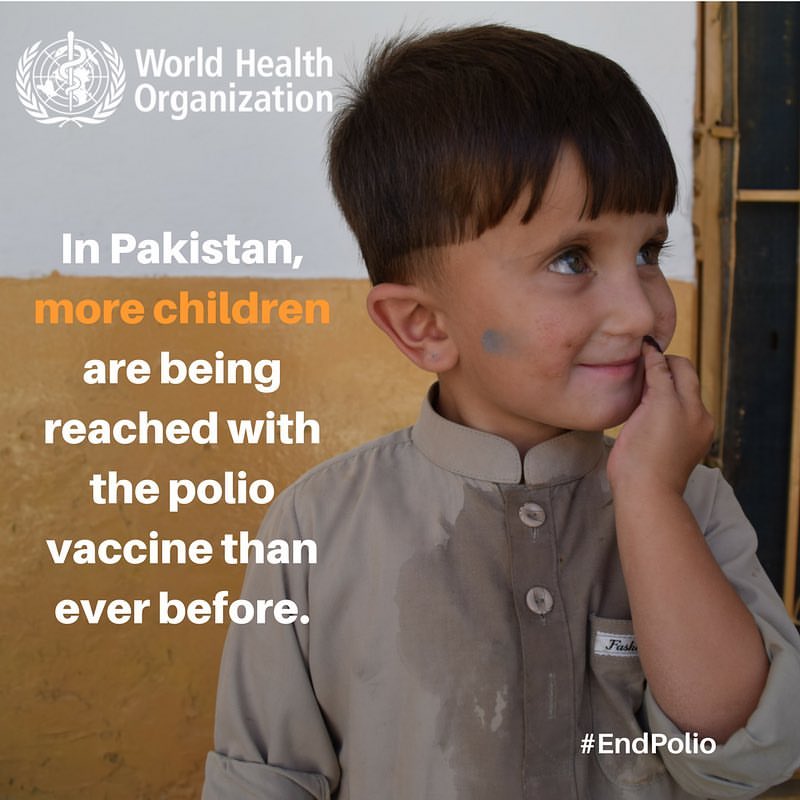 World Health
Organization
In Pakistan,
more children
are being
reached with
the polio
vaccine than
ever before.
#EndPolio